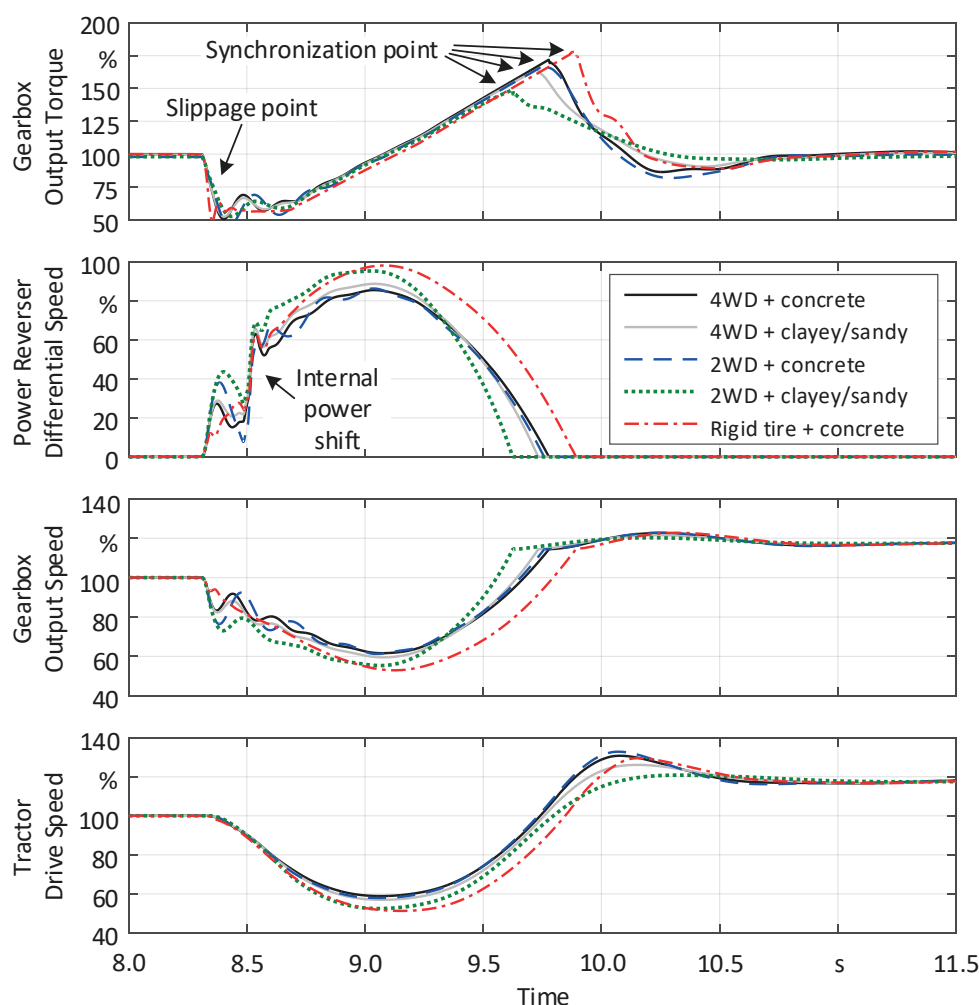 Gearbox
Output Torque
200
%
150
125
100
75
50
Synchronization point
Slippage point
Power Reverser
Differential Speed
100
%
60
40
20
0
Internal
power
shift
4WD + concrete
4WD + clayey/sandy
2WD + concrete
2WD + clayey/sandy
Rigid tire + concrete
Gearbox
Output Speed
140
%
100
80
60
40
Tractor
Drive Speed
140
%
100
80
60
40
8.0 8.5 9.0 9.5 10.0 10.5 s 11.5
Time